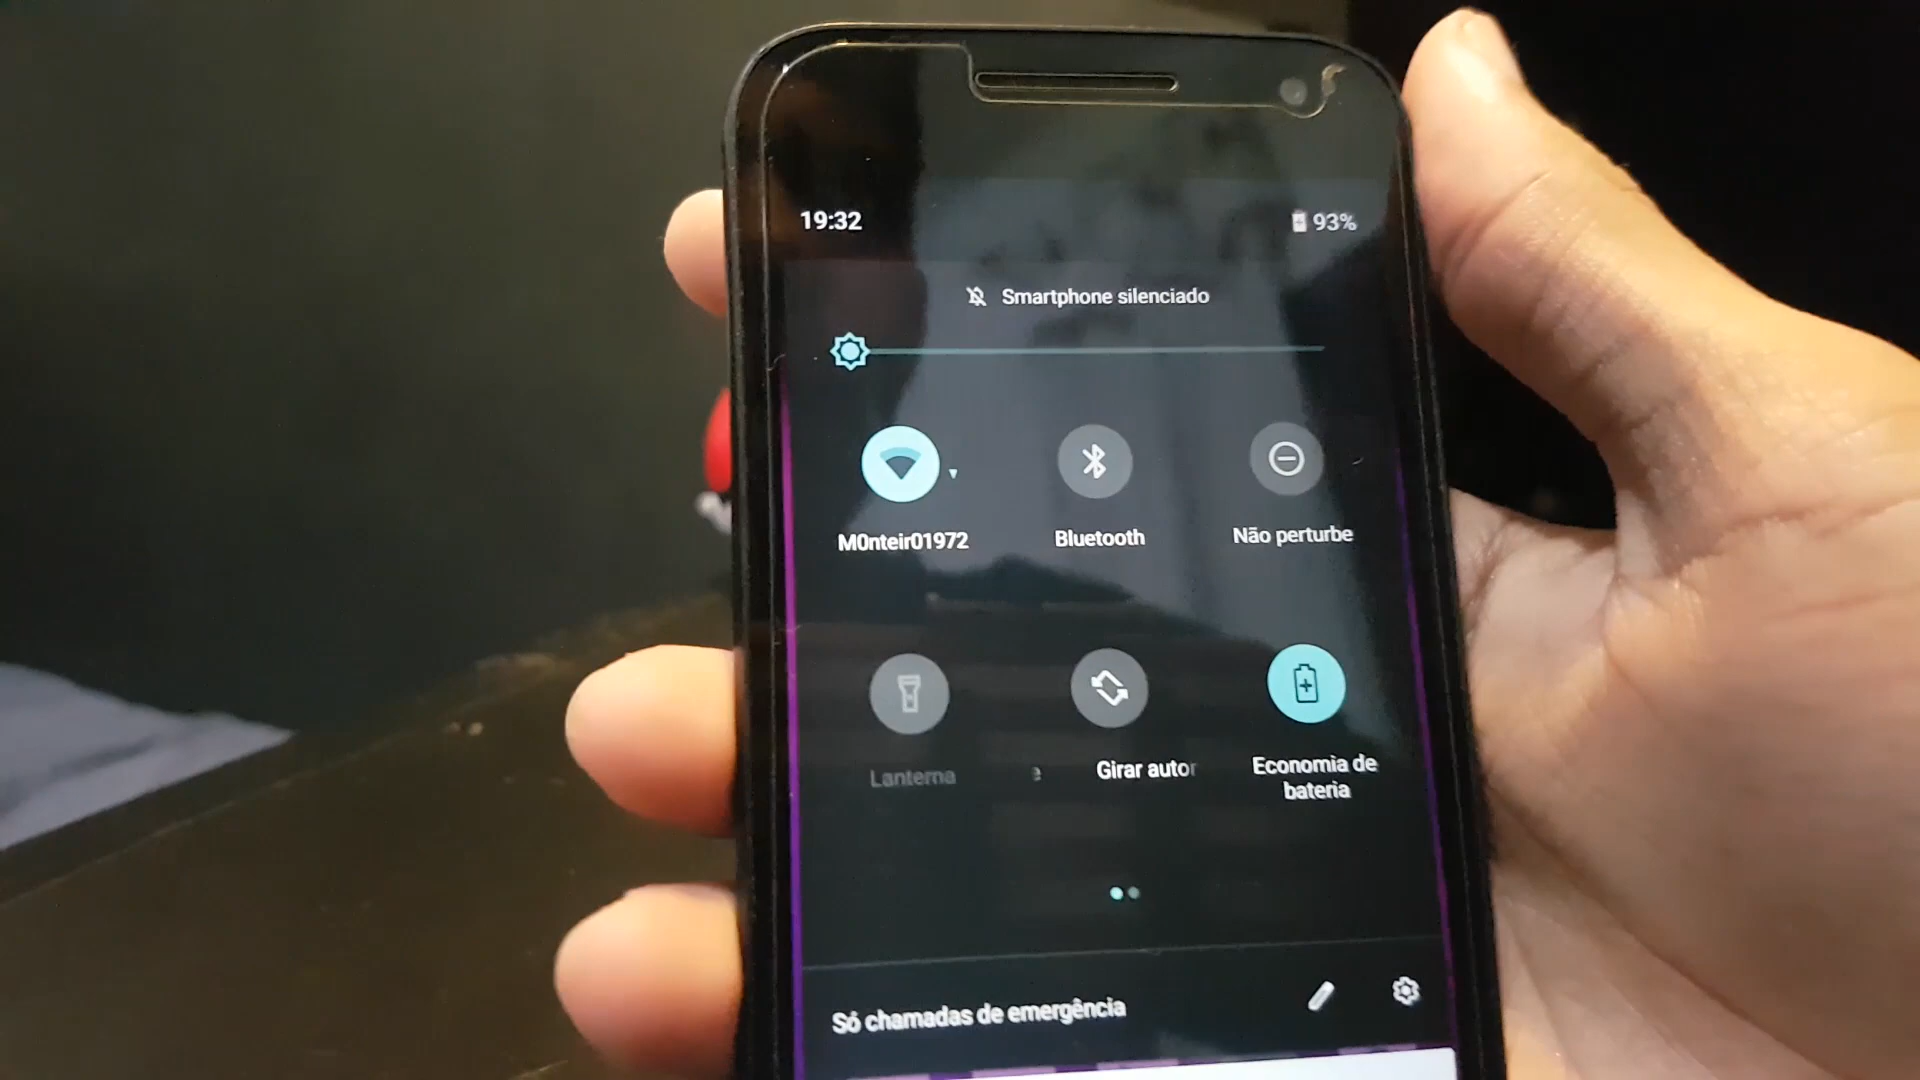 19:32
93%
Smartphone silenciado
M0nteir01972
Bluetooth
Não perturbe
Lanterna
e
Girar autor
Economia de
bateria
Só chamadas de emergência